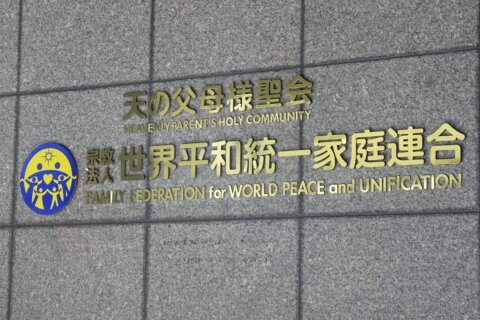 天の父母様聖会
HEAVENLY PARENT'S HOLY COMMUNITY
宗教法人 世界平和統一家庭連合
FAMILY FEDERATION for WORLD PEACE and UNIFICATION